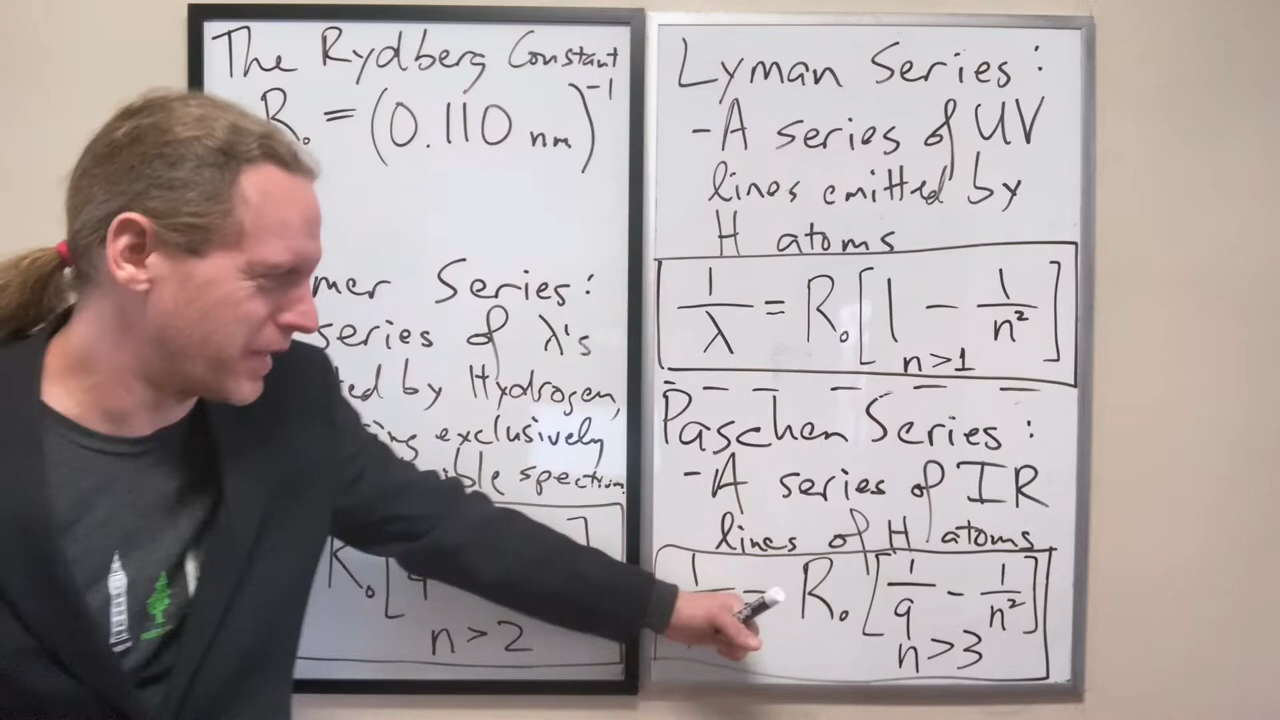 The Rydberg Constant
R₀ = (0.110 nm)⁻¹
mer Series:
series of λ's
ted by Hydrogen,
ing exclusively
ible spectrum
R₀[
n > 2
Lyman Series:
-A series of UV
lines emitted by
H atoms
1/λ = R₀[1 - 1/n²]
n>1
Paschen Series:
-A series of IR
lines of H atoms
R₀[1/9 - 1/n²]
n>3